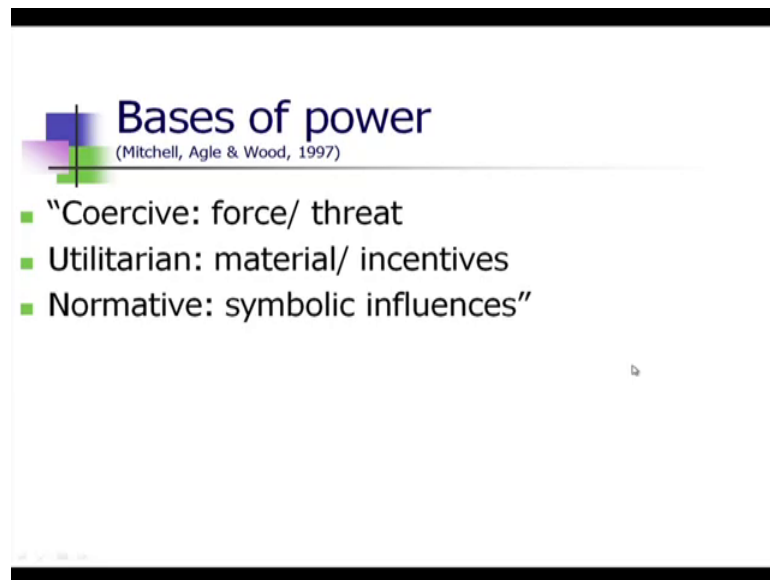 Bases of power
(Mitchell, Agle & Wood, 1997)
“Coercive: force/ threat
Utilitarian: material/ incentives
Normative: symbolic influences”